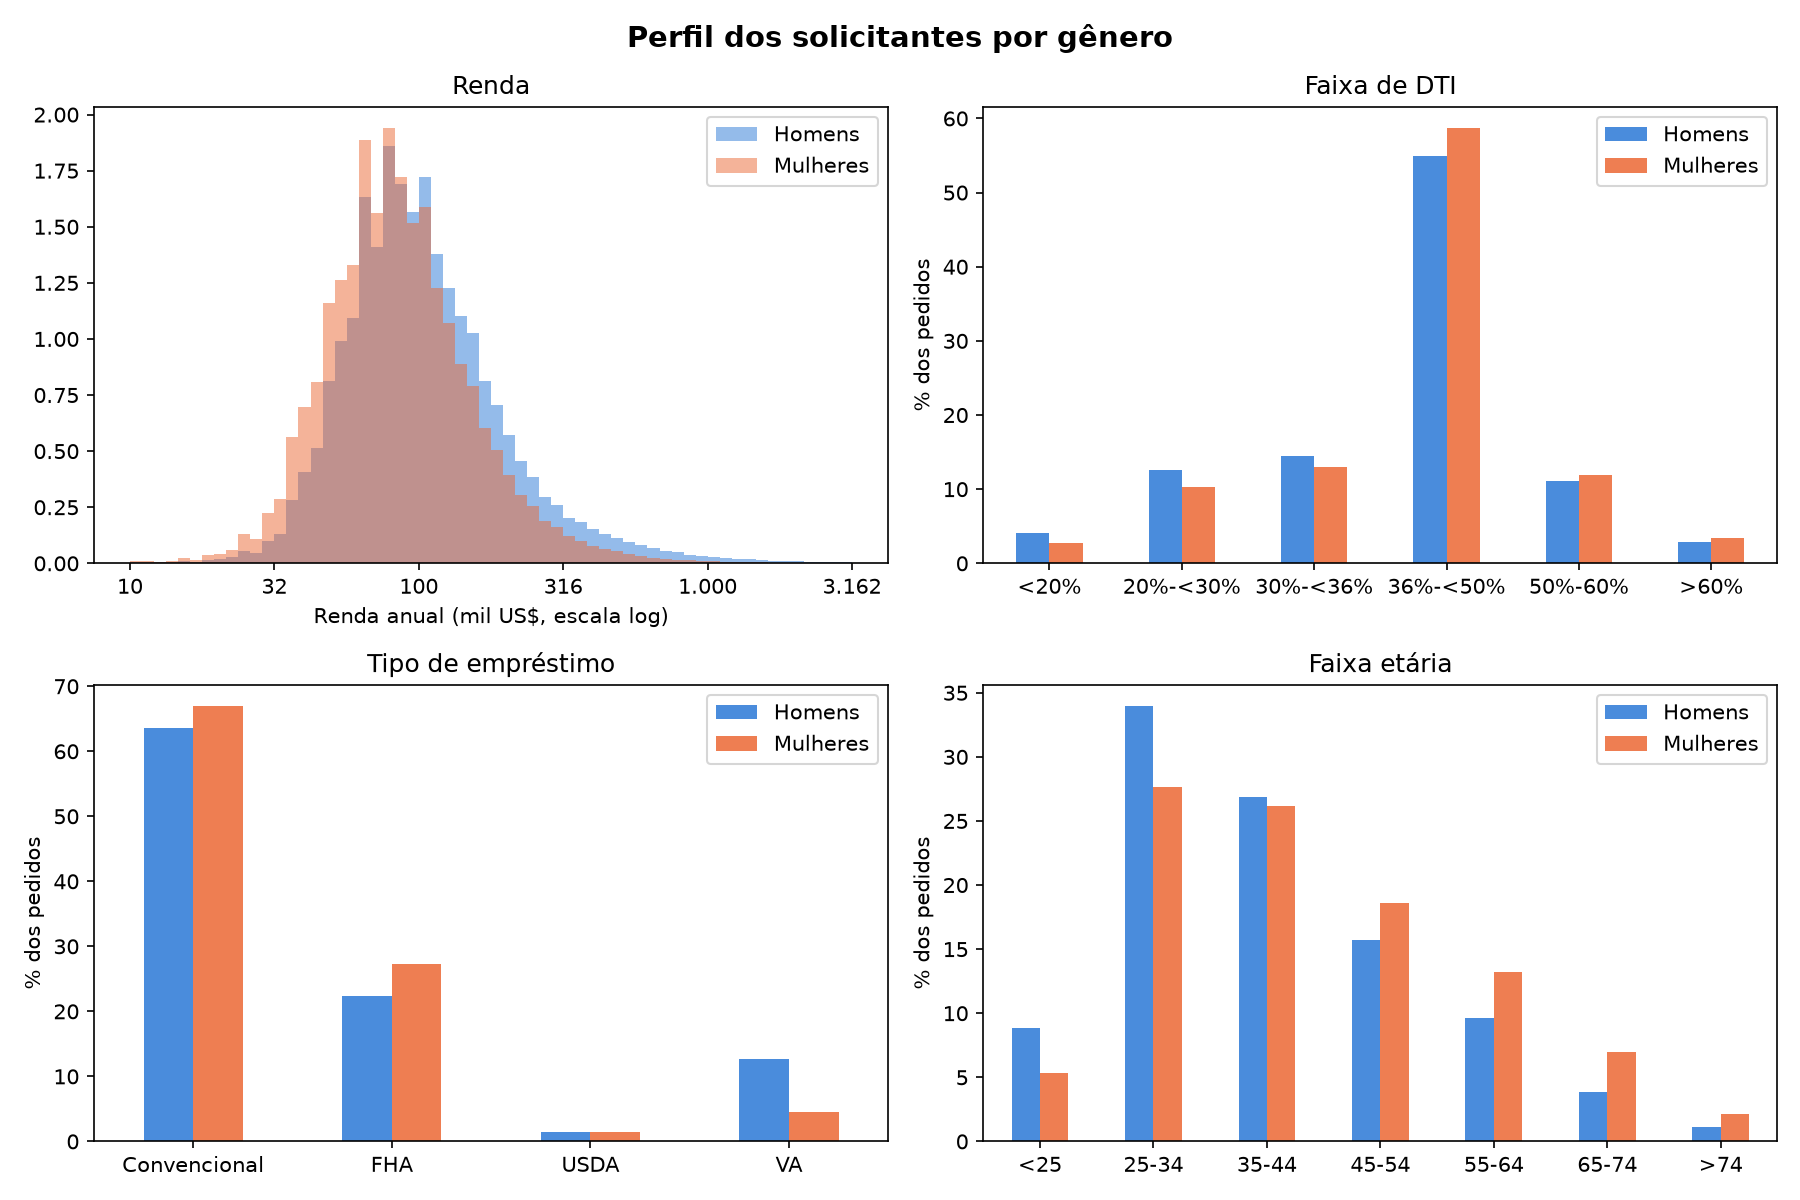 Perfil dos solicitantes por gênero
Renda
2.00
1.75
1.50
1.25
1.00
0.75
0.50
0.25
0.00
10 32 100 316 1.000 3.162
Renda anual (mil US$, escala log)
Homens
Mulheres
Faixa de DTI
% dos pedidos
60
50
40
30
20
10
0
<20% 20%-<30% 30%-<36% 36%-<50% 50%-60% >60%
Homens
Mulheres
Tipo de empréstimo
% dos pedidos
70
60
50
40
30
20
10
0
Convencional FHA USDA VA
Homens
Mulheres
Faixa etária
% dos pedidos
35
30
25
20
15
10
5
0
<25 25-34 35-44 45-54 55-64 65-74 >74
Homens
Mulheres